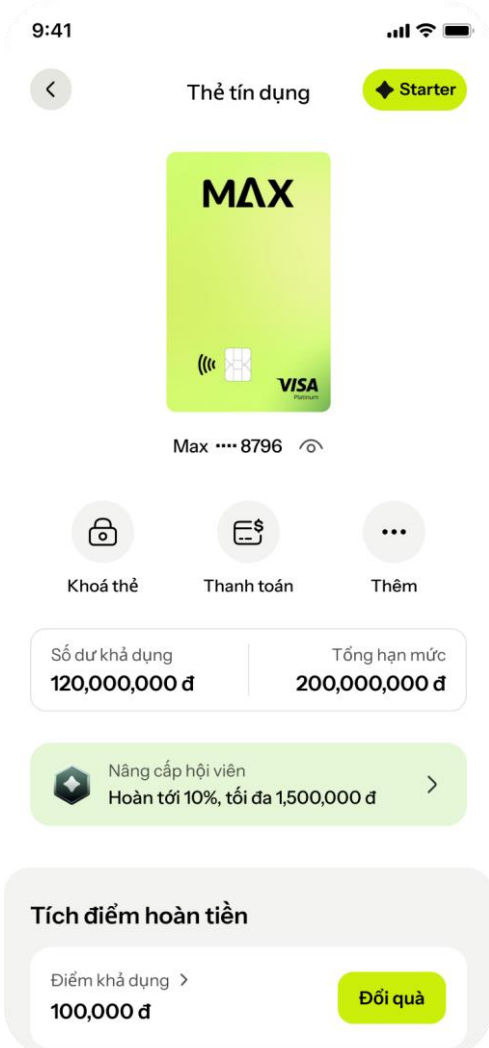 9:41
Thẻ tín dụng
Starter
MAX
VISA
Platinum
Max •••• 8796
Khoá thẻ
Thanh toán
Thêm
Số dư khả dụng
Tổng hạn mức
120,000,000 đ
200,000,000 đ
Nâng cấp hội viên
Hoàn tới 10%, tối đa 1,500,000 đ
Tích điểm hoàn tiền
Điểm khả dụng
100,000 đ
Đổi quà